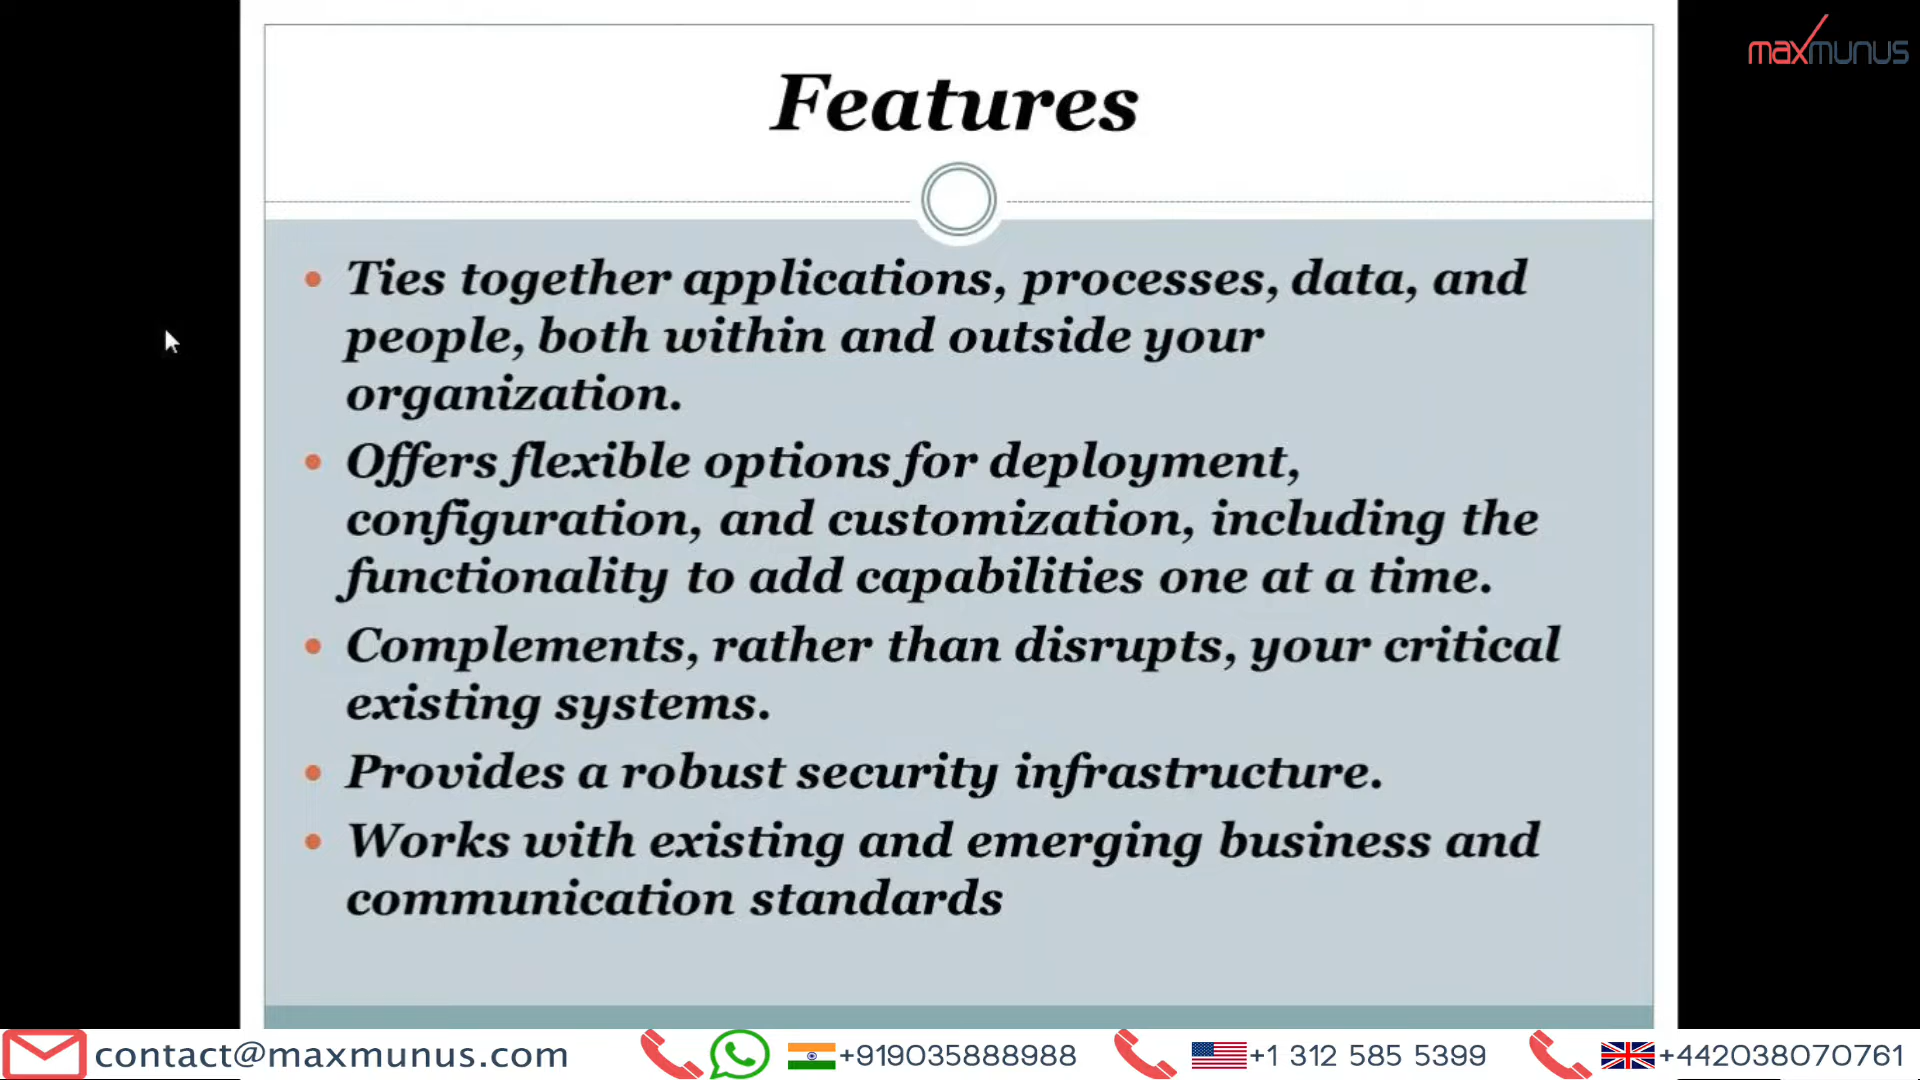 maxmunus
Features
• Ties together applications, processes, data, and
people, both within and outside your
organization.
• Offers flexible options for deployment,
configuration, and customization, including the
functionality to add capabilities one at a time.
• Complements, rather than disrupts, your critical
existing systems.
• Provides a robust security infrastructure.
• Works with existing and emerging business and
communication standards
contact@maxmunus.com +919035888988 +1 312 585 5399 +442038070761